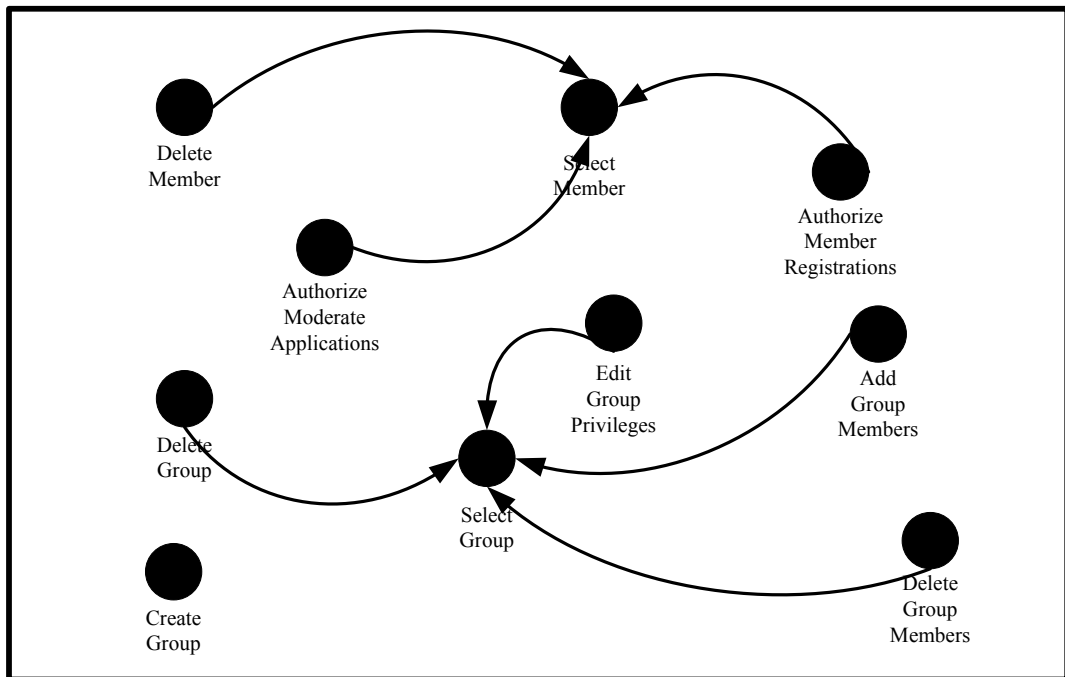 Delete
Member
Select
Member
Authorize
Member
Registrations
Authorize
Moderate
Applications
Edit
Group
Privileges
Add
Group
Members
Delete
Group
Select
Group
Delete
Group
Members
Create
Group